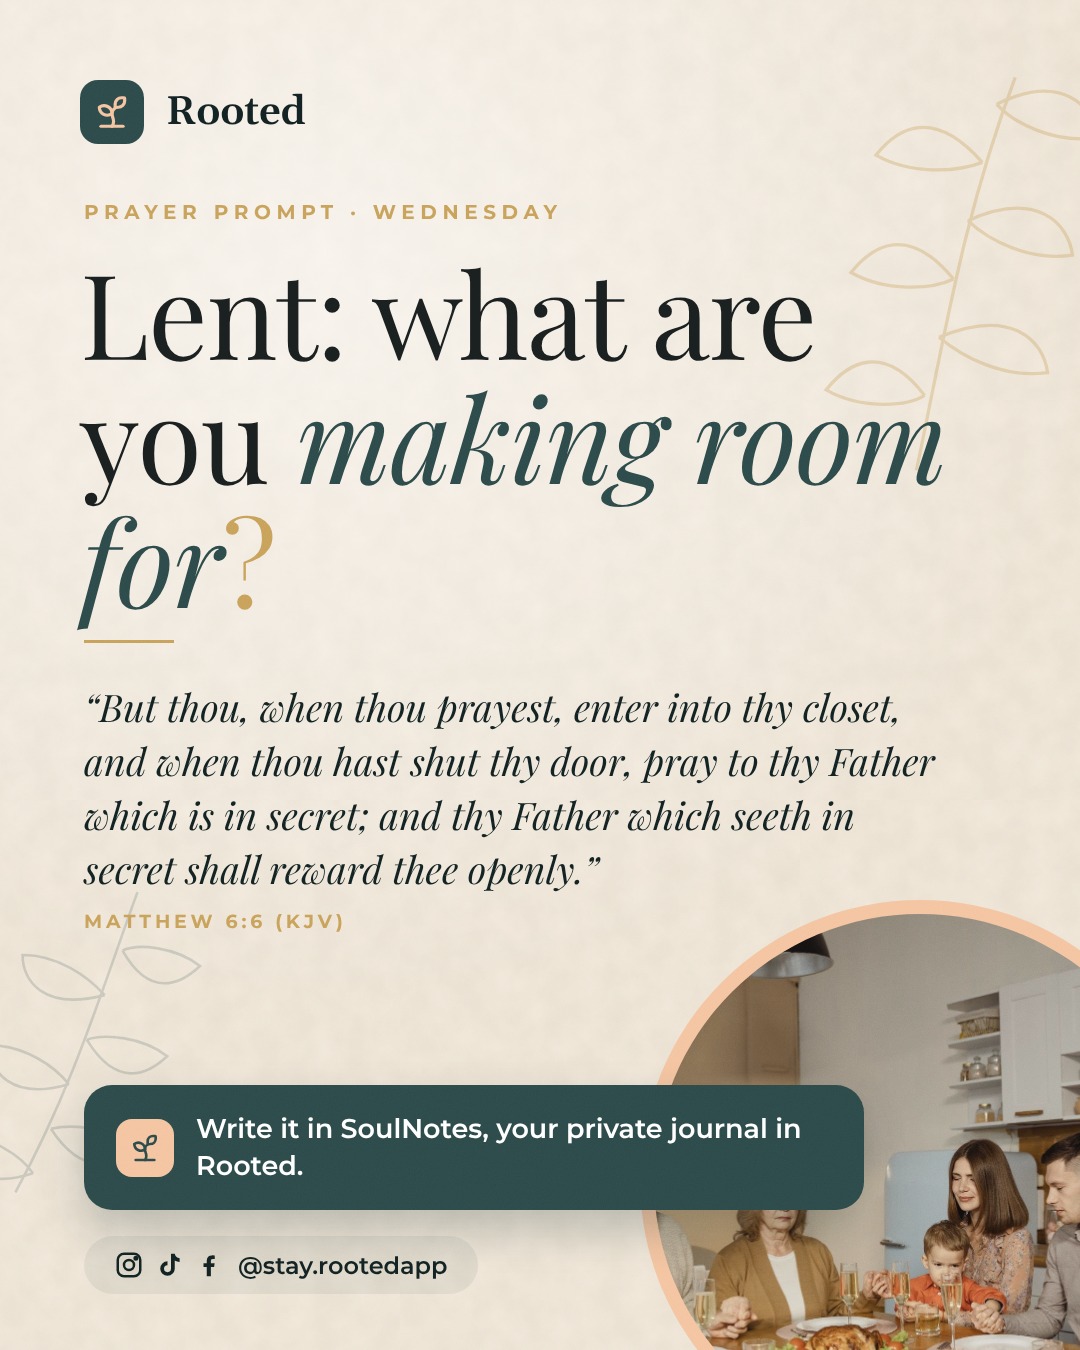 Rooted
PRAYER PROMPT · WEDNESDAY
Lent: what are
you making room
for?
“But thou, when thou prayest, enter into thy closet,
and when thou hast shut thy door, pray to thy Father
which is in secret; and thy Father which seeth in
secret shall reward thee openly.”
MATTHEW 6:6 (KJV)
Write it in SoulNotes, your private journal in
Rooted.
@stay.rootedapp